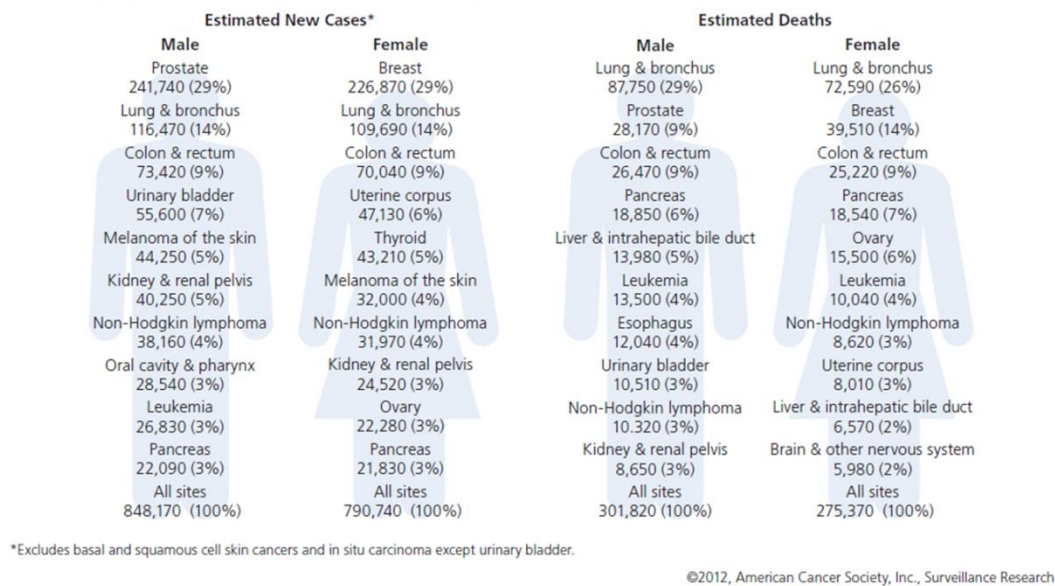 Estimated New Cases*
Male
Prostate
241,740 (29%)
Lung & bronchus
116,470 (14%)
Colon & rectum
73,420 (9%)
Urinary bladder
55,600 (7%)
Melanoma of the skin
44,250 (5%)
Kidney & renal pelvis
40,250 (5%)
Non-Hodgkin lymphoma
38,160 (4%)
Oral cavity & pharynx
28,540 (3%)
Leukemia
26,830 (3%)
Pancreas
22,090 (3%)
All sites
848,170 (100%)
Female
Breast
226,870 (29%)
Lung & bronchus
109,690 (14%)
Colon & rectum
70,040 (9%)
Uterine corpus
47,130 (6%)
Thyroid
43,210 (5%)
Melanoma of the skin
32,000 (4%)
Non-Hodgkin lymphoma
31,970 (4%)
Kidney & renal pelvis
24,520 (3%)
Ovary
22,280 (3%)
Pancreas
21,830 (3%)
All sites
790,740 (100%)
Estimated Deaths
Male
Lung & bronchus
87,750 (29%)
Prostate
28,170 (9%)
Colon & rectum
26,470 (9%)
Pancreas
18,850 (6%)
Liver & intrahepatic bile duct
13,980 (5%)
Leukemia
13,500 (4%)
Esophagus
12,040 (4%)
Urinary bladder
10,510 (3%)
Non-Hodgkin lymphoma
10.320 (3%)
Kidney & renal pelvis
8,650 (3%)
All sites
301,820 (100%)
Female
Lung & bronchus
72,590 (26%)
Breast
39,510 (14%)
Colon & rectum
25,220 (9%)
Pancreas
18,540 (7%)
Ovary
15,500 (6%)
Leukemia
10,040 (4%)
Non-Hodgkin lymphoma
8,620 (3%)
Uterine corpus
8,010 (3%)
Liver & intrahepatic bile duct
6,570 (2%)
Brain & other nervous system
5,980 (2%)
All sites
275,370 (100%)
*Excludes basal and squamous cell skin cancers and in situ carcinoma except urinary bladder.
©2012, American Cancer Society, Inc., Surveillance Research